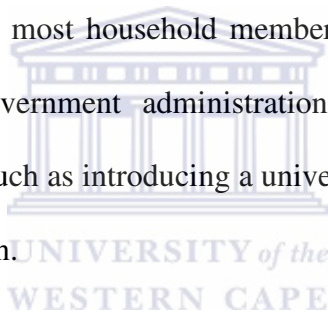 most household member
vernment administration
uch as introducing a unive
n.
UNIVERSITY of the
WESTERN CAPE